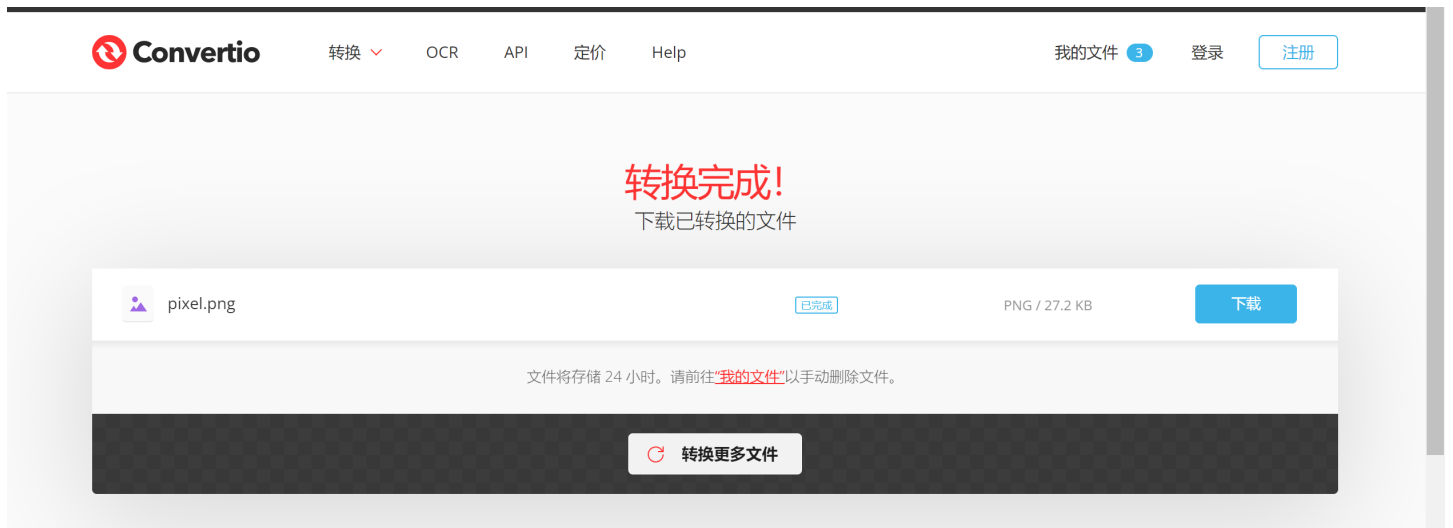 Convertio 转换 OCR API 定价 Help 我的文件 3 登录 注册
转换完成!
下载已转换的文件
pixel.png 已完成 PNG / 27.2 KB 下载
文件将存储 24 小时。请前往“我的文件”以手动删除文件。
转换更多文件